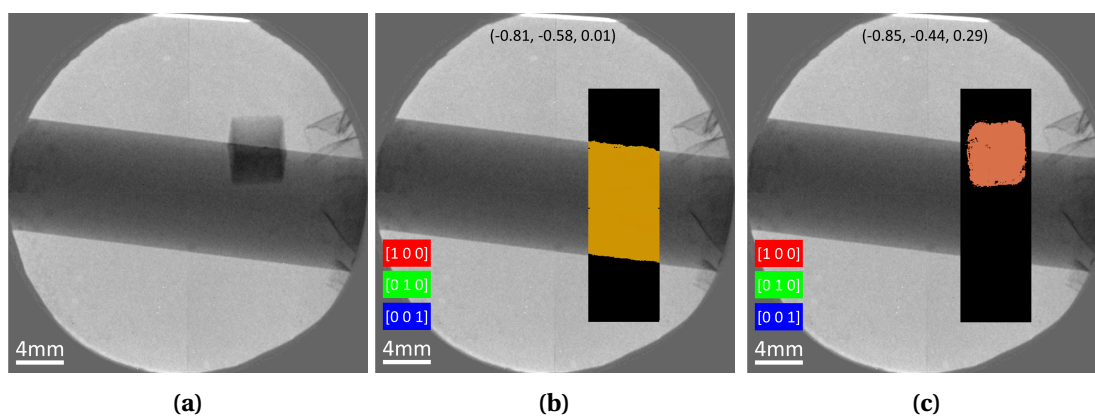 (-0.81, -0.58, 0.01)
(-0.85, -0.44, 0.29)
[1 0 0]
[0 1 0]
[0 0 1]
[1 0 0]
[0 1 0]
[0 0 1]
4mm
4mm
4mm
(a)
(b)
(c)